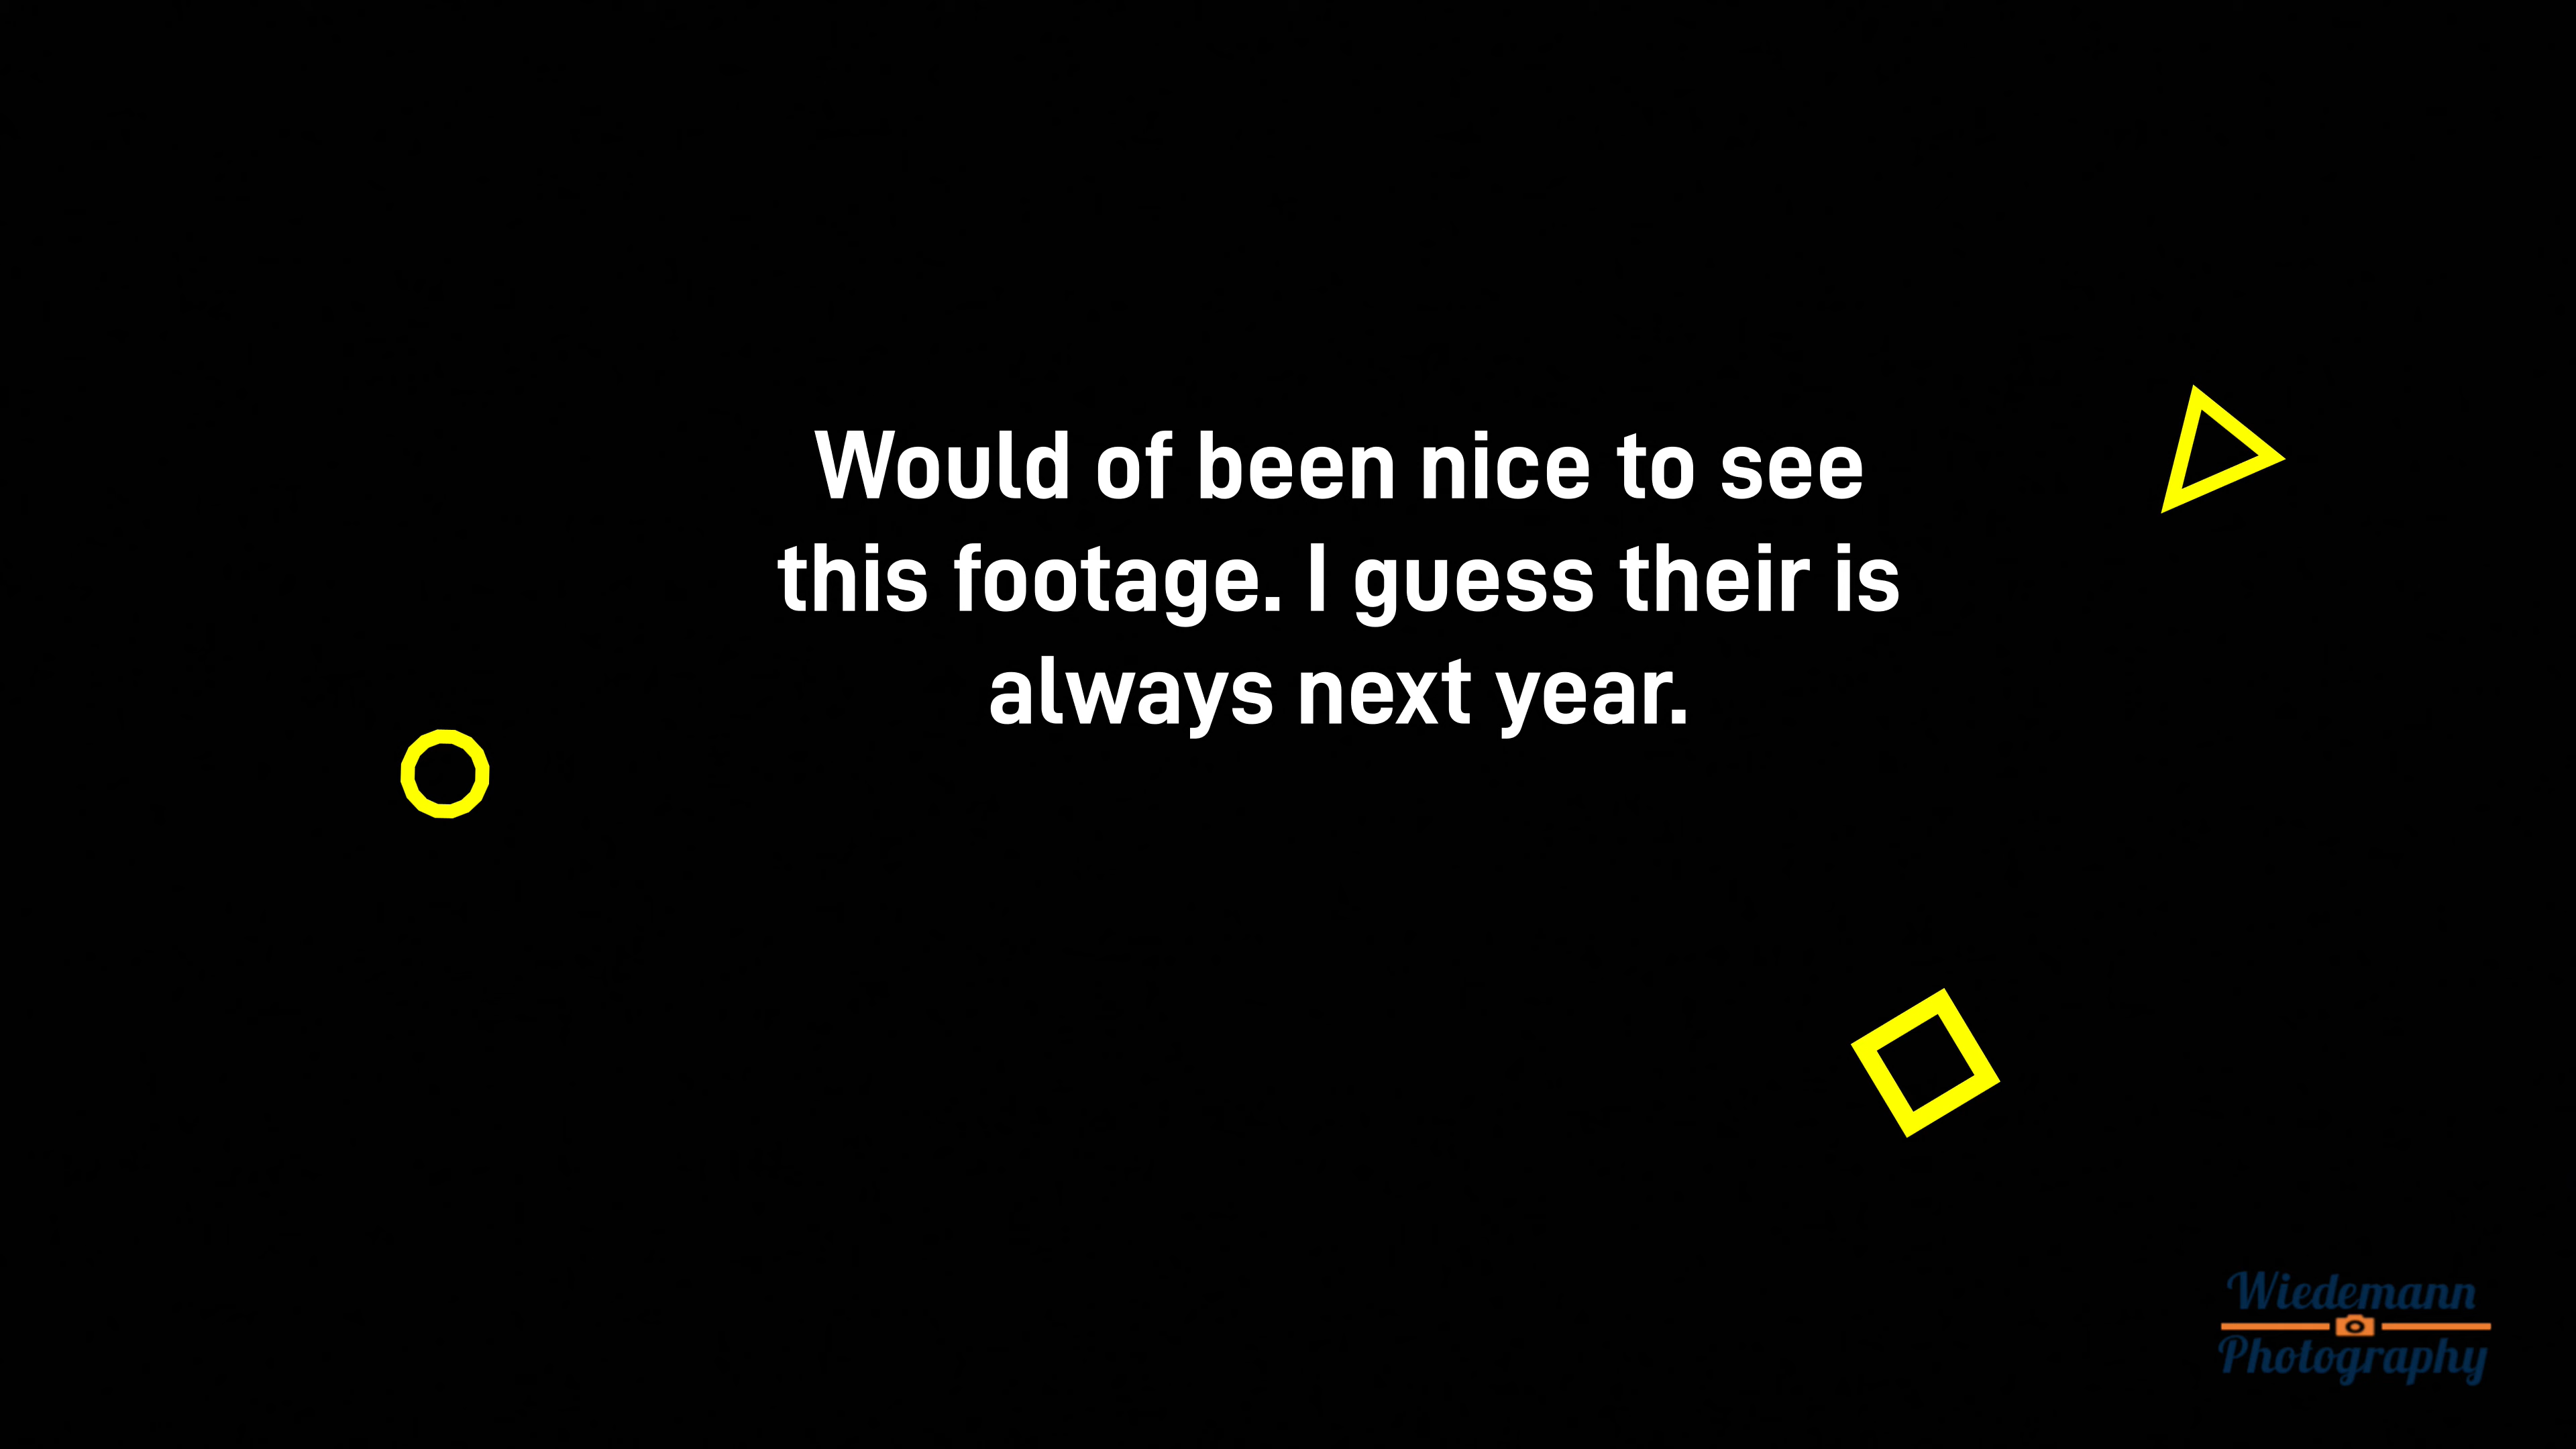 Would of been nice to see
this footage. I guess their is
always next year.
Wiedemann
Photography